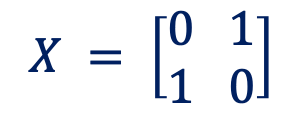 X = [0 1
1 0]